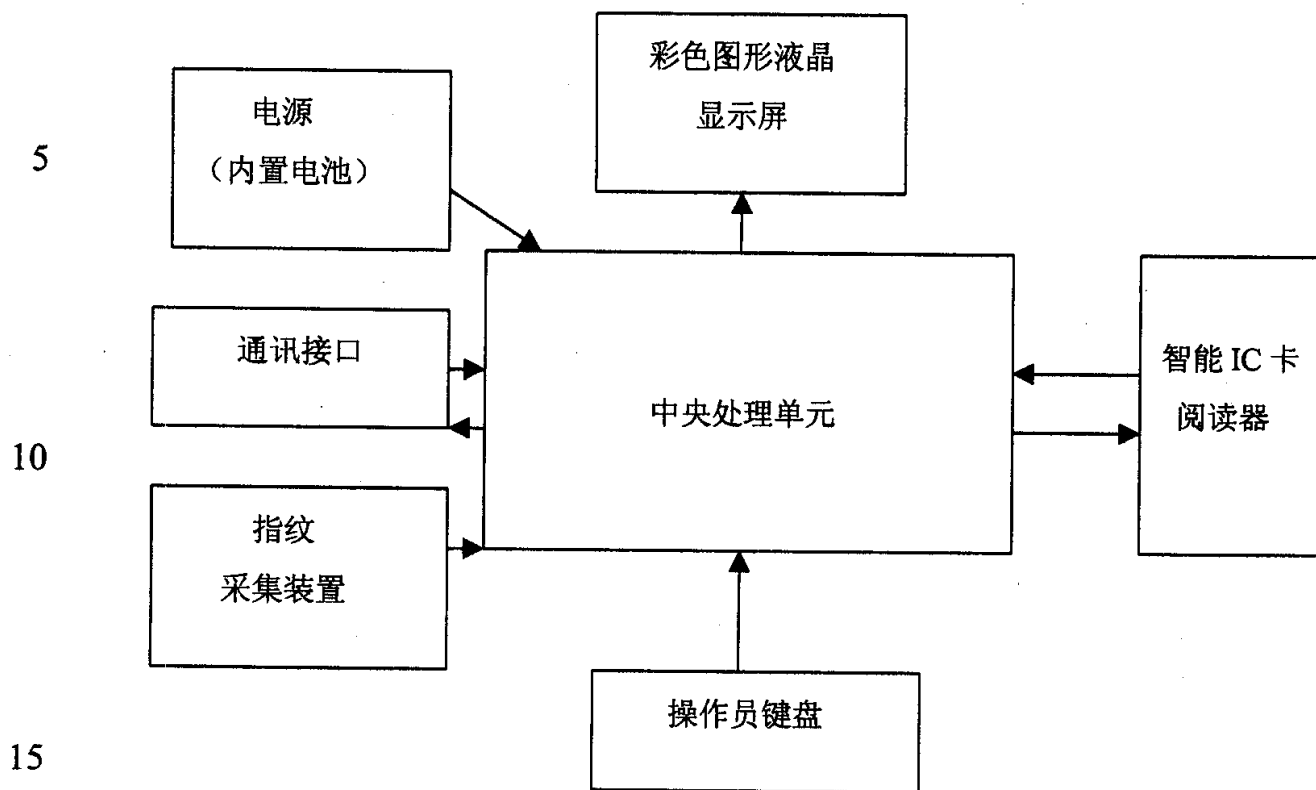 彩色图形液晶
显示屏
电源
（内置电池）
5
通讯接口
智能 IC 卡
阅读器
中央处理单元
10
指纹
采集装置
操作员键盘
15